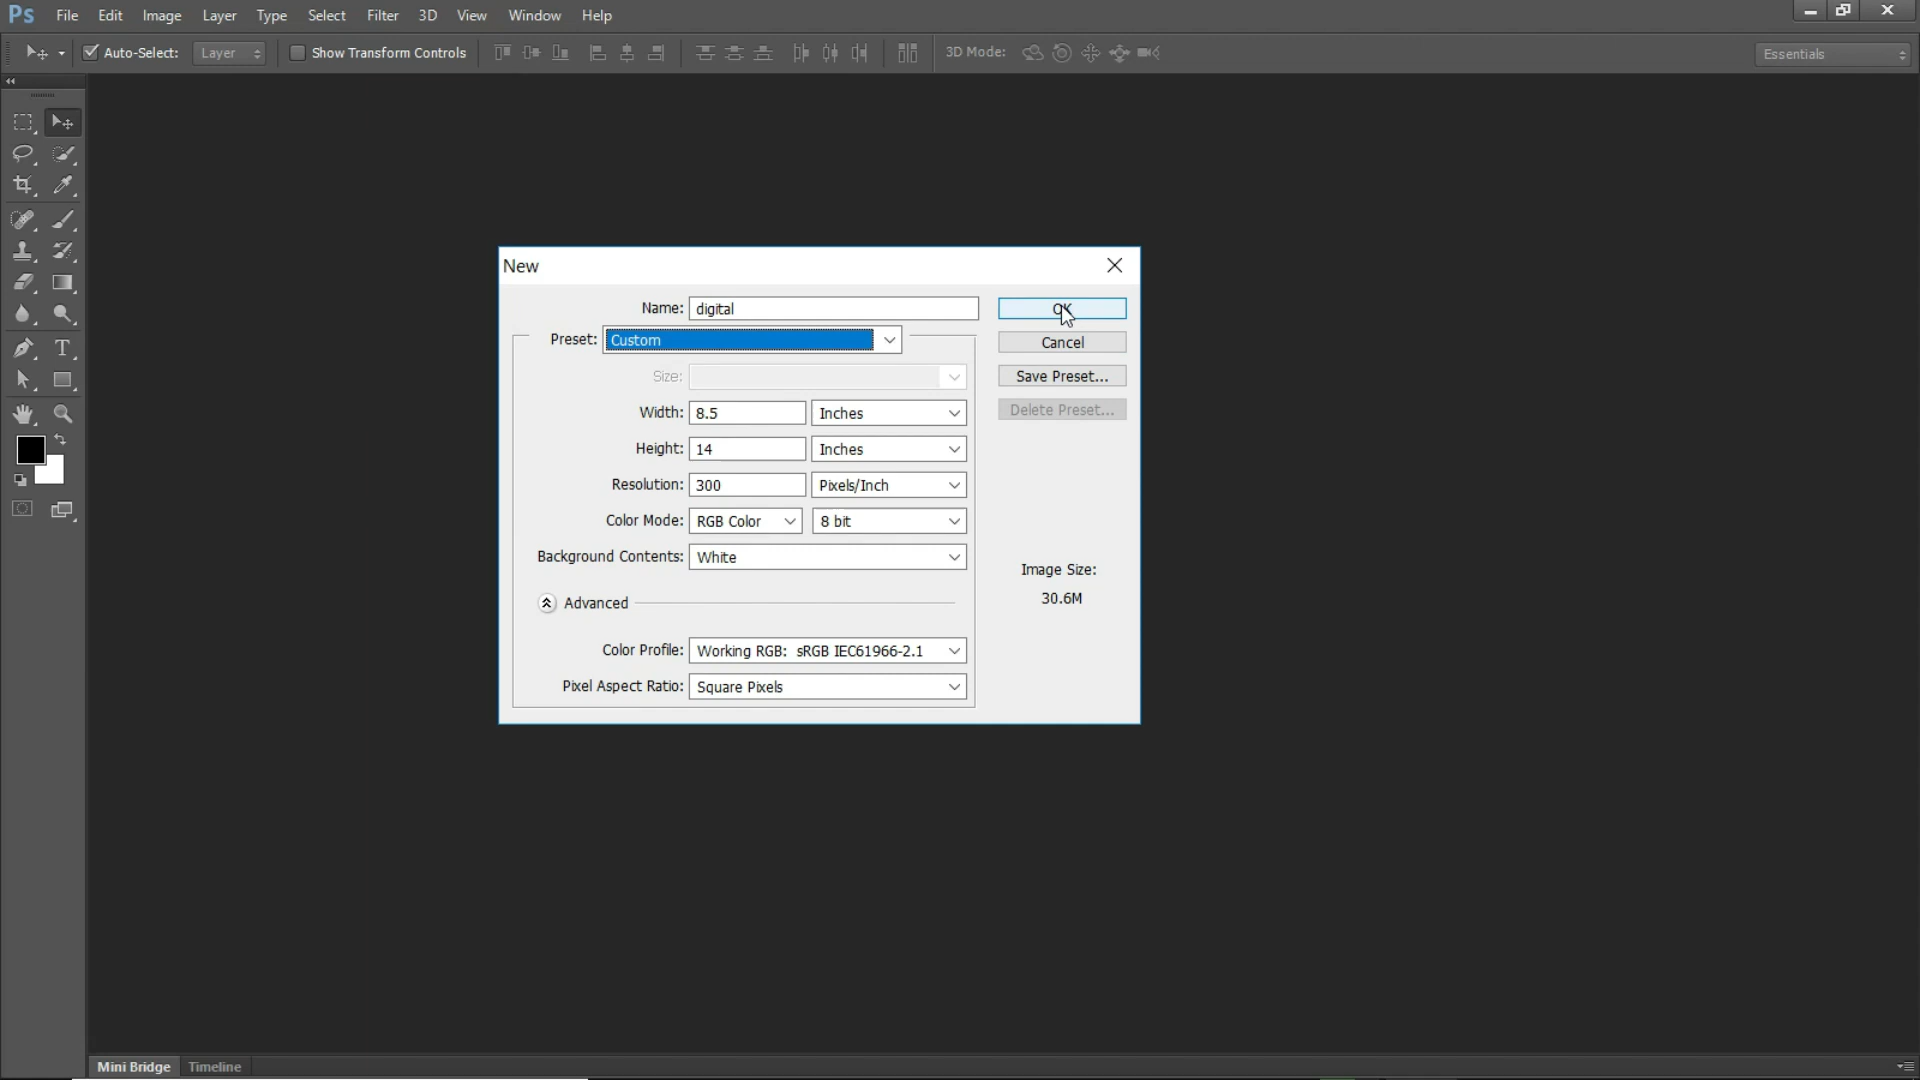 Ps File Edit Image Layer Type Select Filter 3D View Window Help
Auto-Select: Layer Show Transform Controls 3D Mode: Essentials
New
Name: digital OK
Preset: Custom Cancel
Size: Save Preset...
Width: 8.5 Inches Delete Preset...
Height: 14 Inches
Resolution: 300 Pixels/Inch
Color Mode: RGB Color 8 bit
Background Contents: White
Image Size:
30.6M
Advanced
Color Profile: Working RGB: sRGB IEC61966-2.1
Pixel Aspect Ratio: Square Pixels
Mini Bridge Timeline